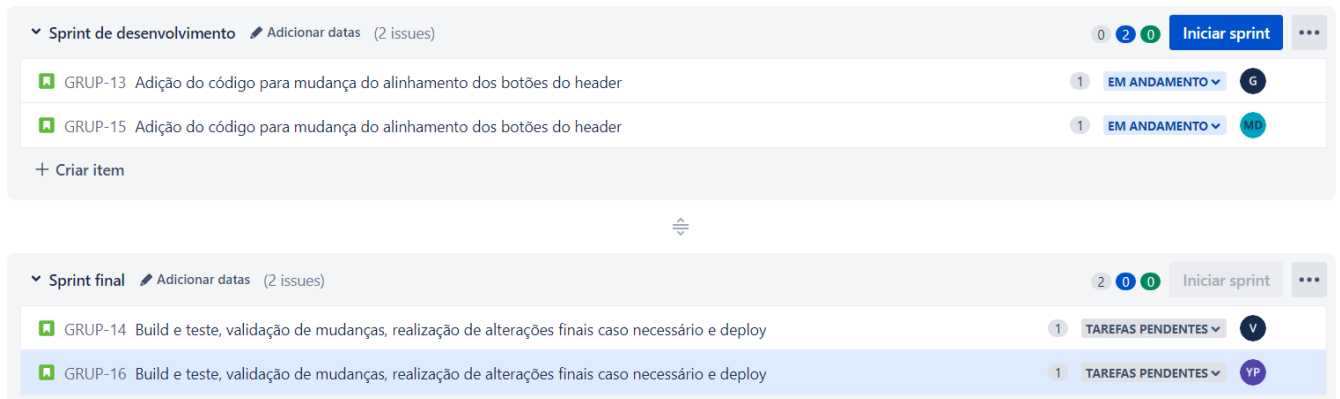 Sprint de desenvolvimento Adicionar datas (2 issues) 0 2 0 Iniciar sprint
GRUP-13 Adição do código para mudança do alinhamento dos botões do header 1 EM ANDAMENTO G
GRUP-15 Adição do código para mudança do alinhamento dos botões do header 1 EM ANDAMENTO MD
+ Criar item
Sprint final Adicionar datas (2 issues) 2 0 0 Iniciar sprint
GRUP-14 Build e teste, validação de mudanças, realização de alterações finais caso necessário e deploy 1 TAREFAS PENDENTES V
GRUP-16 Build e teste, validação de mudanças, realização de alterações finais caso necessário e deploy 1 TAREFAS PENDENTES YP